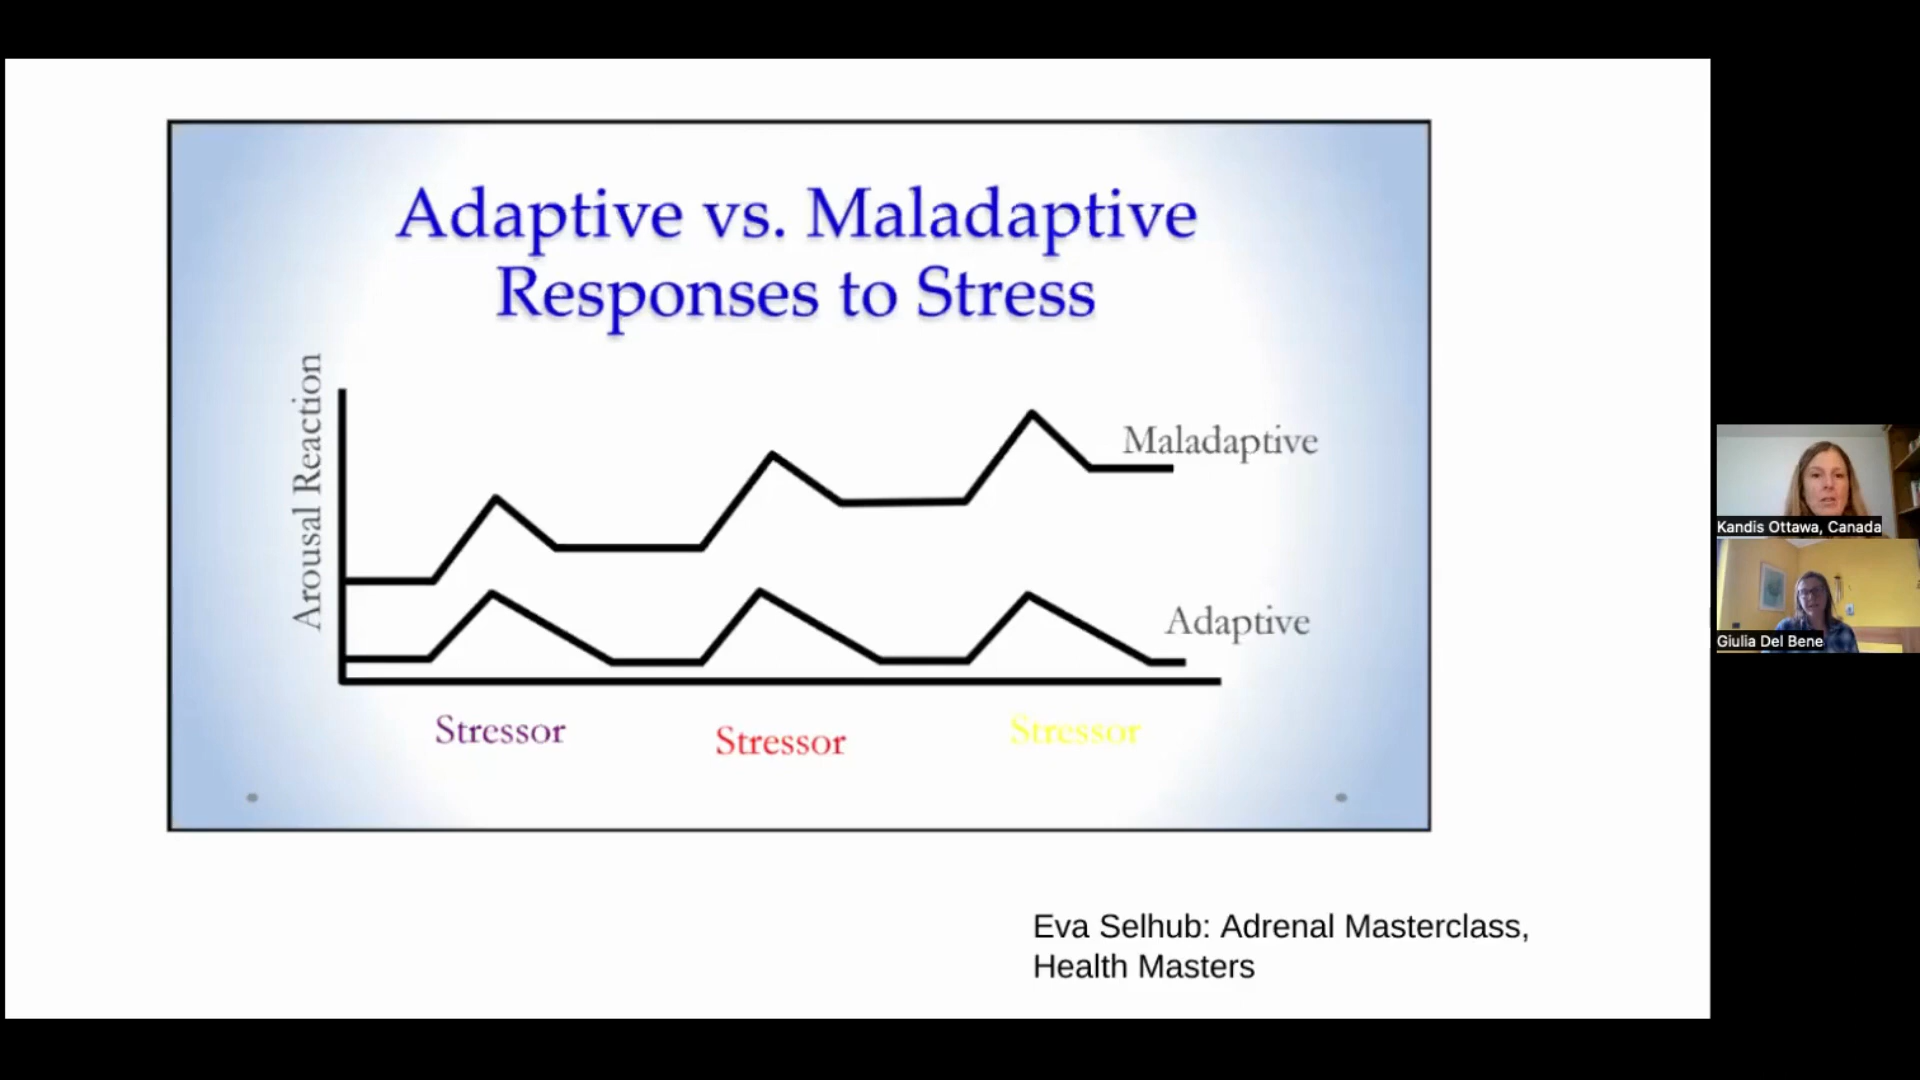 Adaptive vs. Maladaptive
Responses to Stress
Arousal Reaction
Maladaptive
Adaptive
Stressor
Stressor
Stressor
Eva Selhub: Adrenal Masterclass,
Health Masters
Kandis Ottawa, Canada
Giulia Del Bene